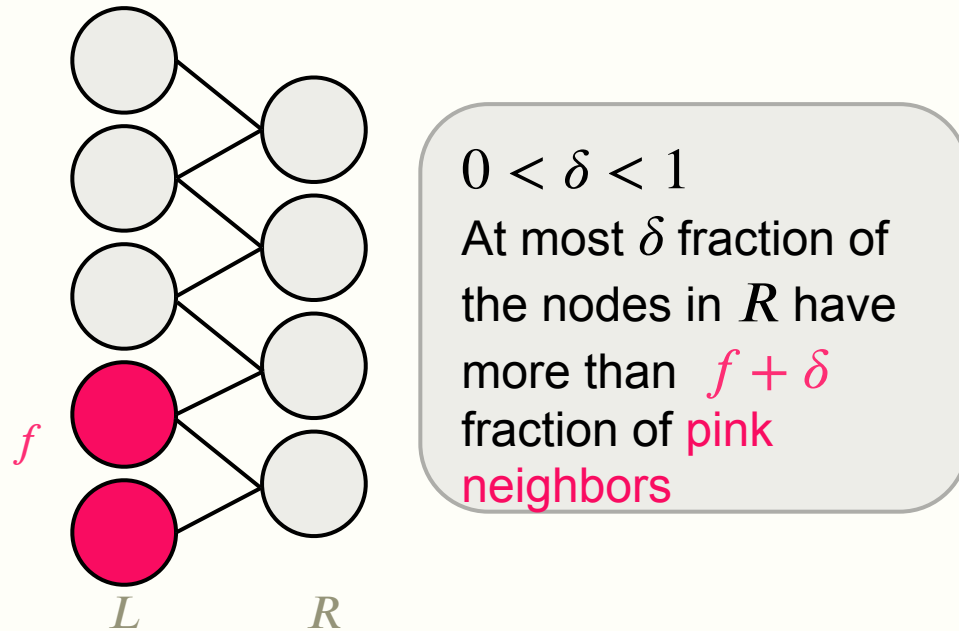 0 < δ < 1
At most δ fraction of
the nodes in R have
more than f + δ
fraction of pink
neighbors
f
L R